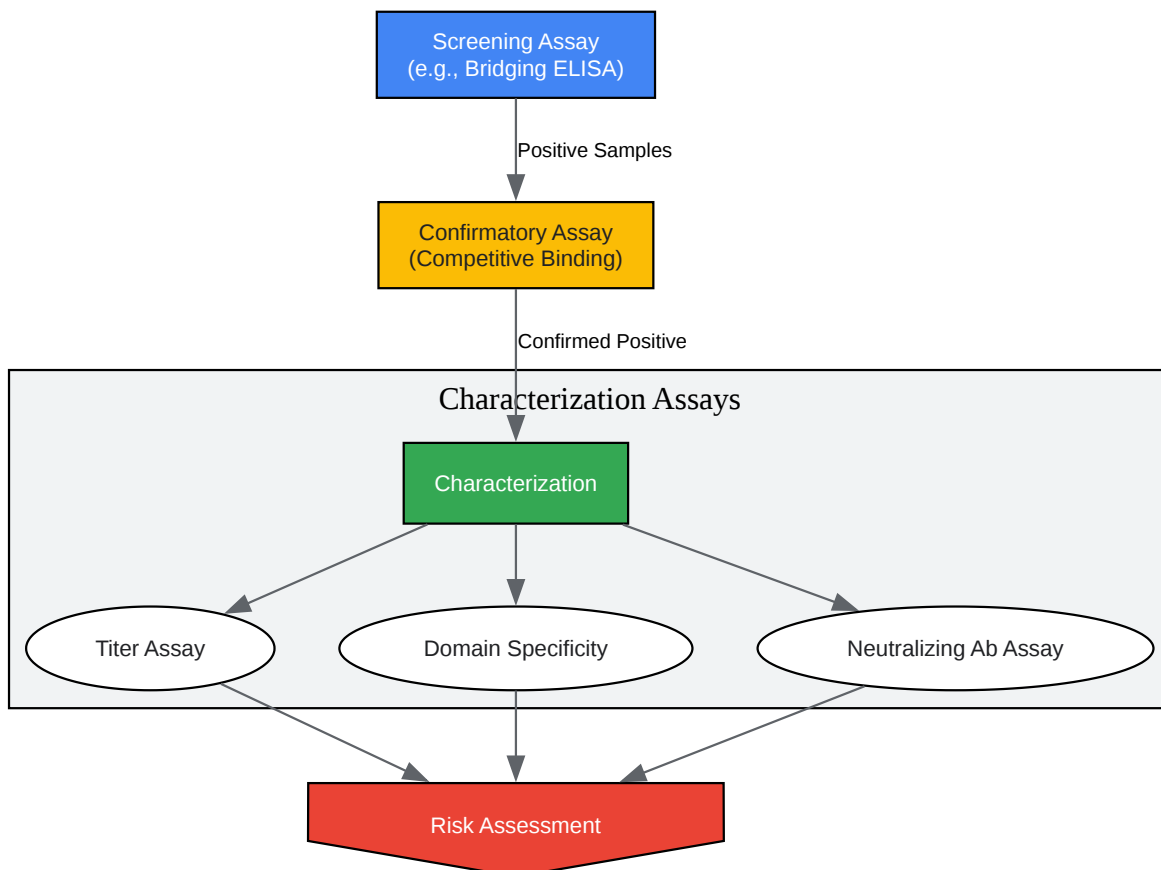 Screening Assay
(e.g., Bridging ELISA)
Positive Samples
Confirmatory Assay
(Competitive Binding)
Confirmed Positive
Characterization Assays
Characterization
Titer Assay
Domain Specificity
Neutralizing Ab Assay
Risk Assessment